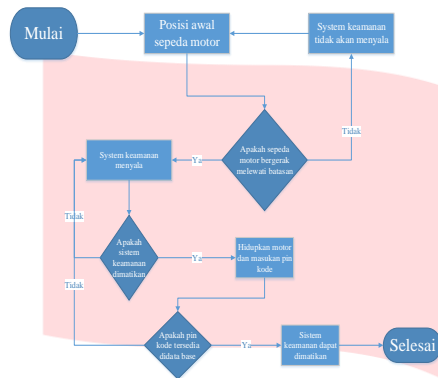 Mulai
Posisi awal
sepeda motor
System keamanan
tidak akan menyala
Tidak
Apakah sepeda
motor bergerak
melewati batasan
Ya
System keamanan
menyala
Tidak
Apakah
sistem
keamanan
dimatikan
Ya
Hidupkan motor
dan masukan pin
kode
Tidak
Apakah pin
kode tersedia
didata base
Ya
Sistem
keamanan dapat
dimatikan
Selesai